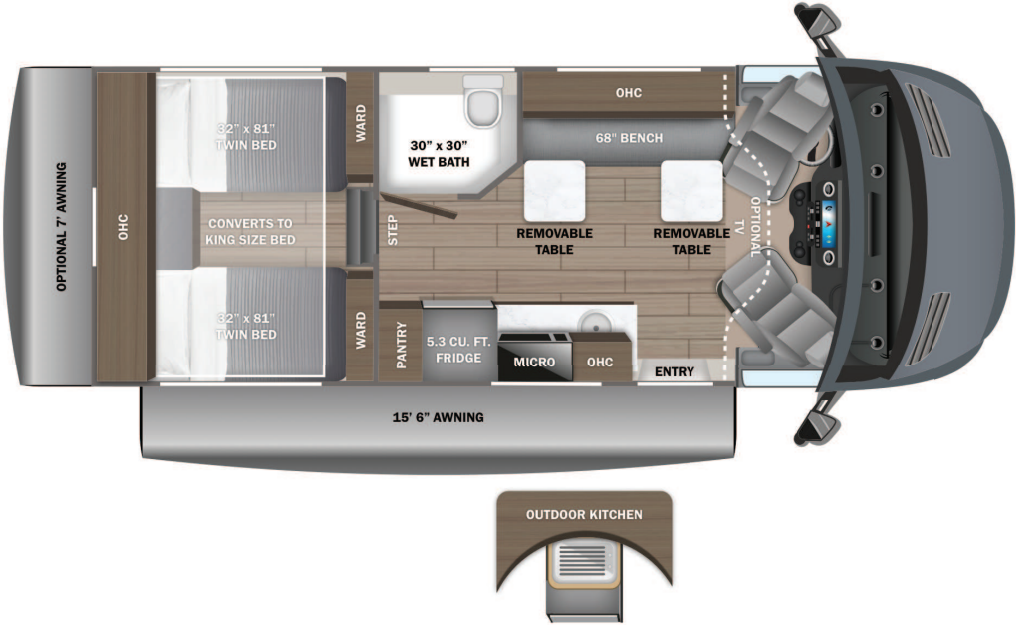 OHC
32" x 81"
TWIN BED
WARD
30" x 30"
WET BATH
68" BENCH
OPTIONAL 7' AWNING
OHC
CONVERTS TO
KING SIZE BED
STEP
REMOVABLE
TABLE
REMOVABLE
TABLE
OPTIONAL
TV
32" x 81"
TWIN BED
WARD
PANTRY
5.3 CU. FT.
FRIDGE
MICRO
OHC
ENTRY
15' 6" AWNING
OUTDOOR KITCHEN